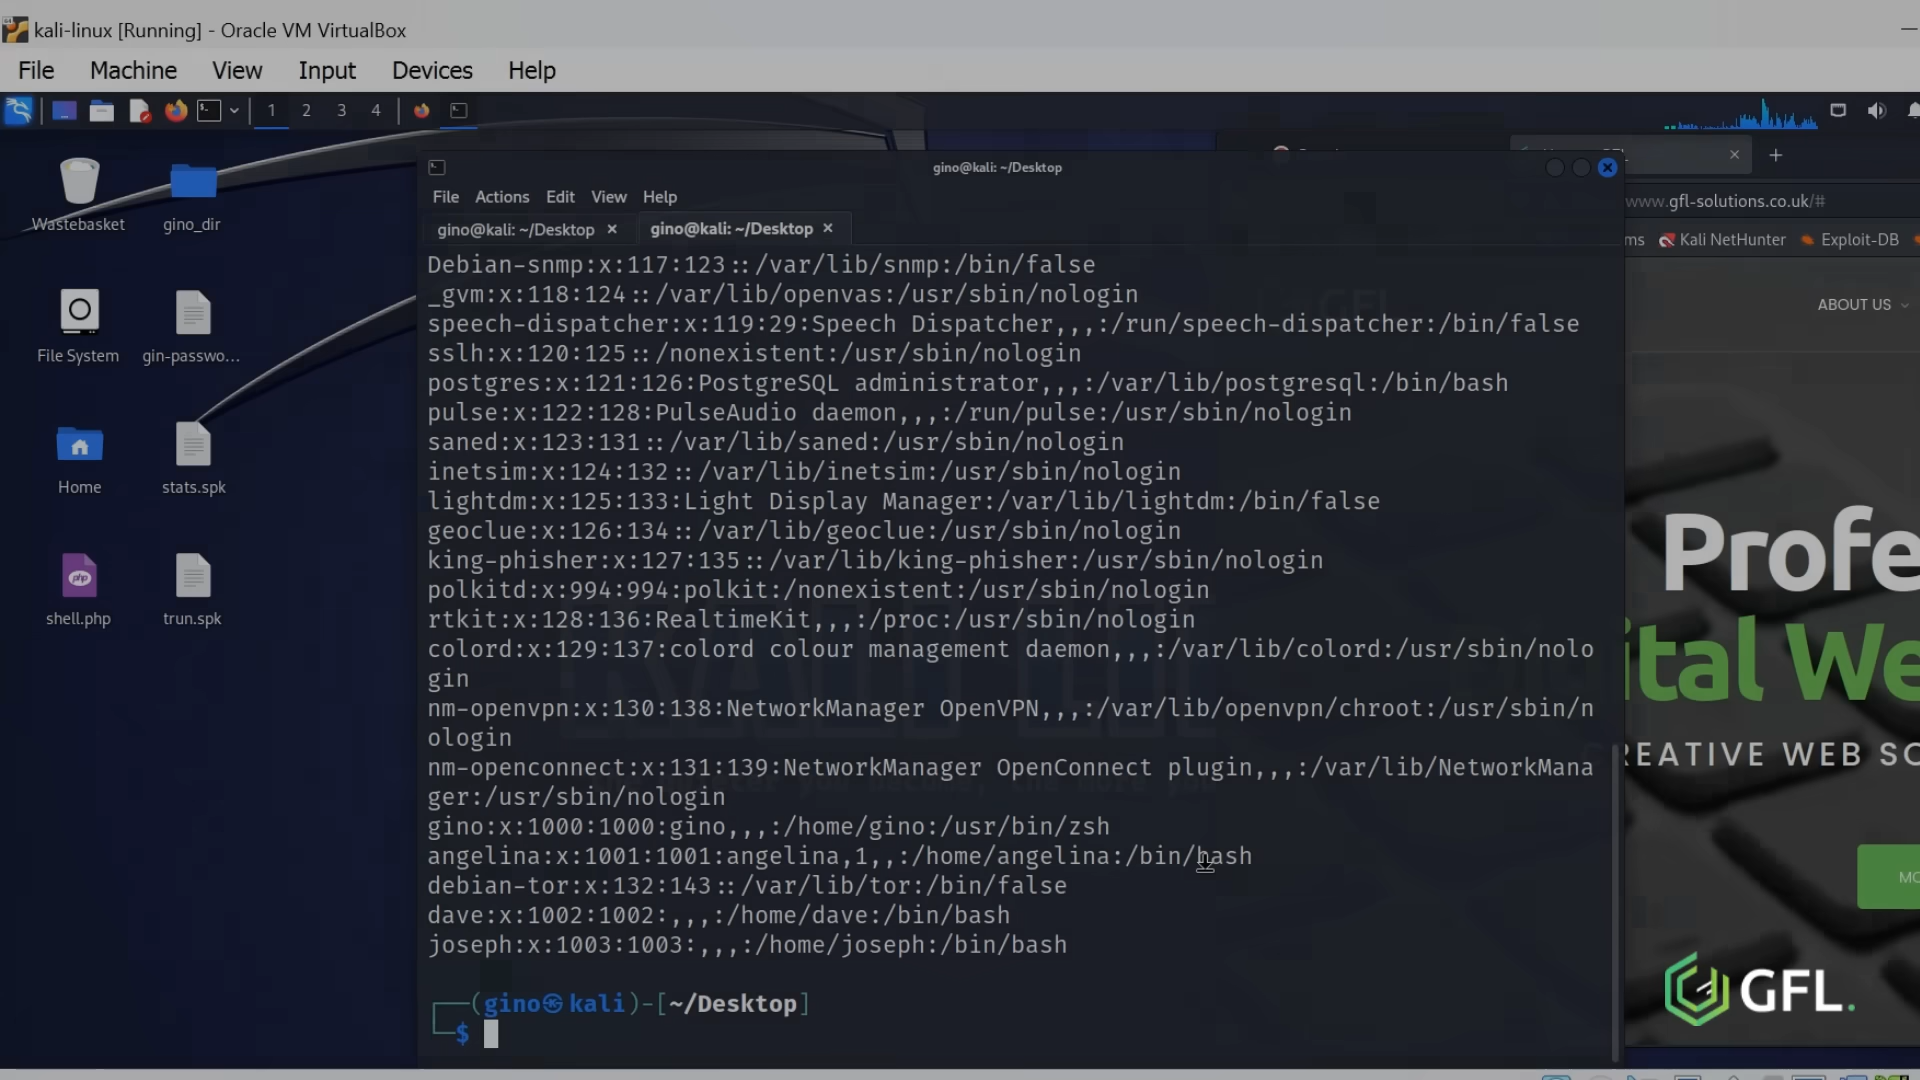 kali-linux [Running] - Oracle VM VirtualBox
File Machine View Input Devices Help
1 2 3 4
gino@kali: ~/Desktop
File Actions Edit View Help
gino@kali: ~/Desktop
gino@kali: ~/Desktop
Debian-snmp:x:117:123::/var/lib/snmp:/bin/false
_gvm:x:118:124::/var/lib/openvas:/usr/sbin/nologin
speech-dispatcher:x:119:29:Speech Dispatcher,,,:/run/speech-dispatcher:/bin/false
sslh:x:120:125::/nonexistent:/usr/sbin/nologin
postgres:x:121:126:PostgreSQL administrator,,,:/var/lib/postgresql:/bin/bash
pulse:x:122:128:PulseAudio daemon,,,:/run/pulse:/usr/sbin/nologin
saned:x:123:131::/var/lib/saned:/usr/sbin/nologin
inetsim:x:124:132::/var/lib/inetsim:/usr/sbin/nologin
lightdm:x:125:133:Light Display Manager:/var/lib/lightdm:/bin/false
geoclue:x:126:134::/var/lib/geoclue:/usr/sbin/nologin
king-phisher:x:127:135::/var/lib/king-phisher:/usr/sbin/nologin
polkitd:x:994:994:polkit:/nonexistent:/usr/sbin/nologin
rtkit:x:128:136:RealtimeKit,,,:/proc:/usr/sbin/nologin
colord:x:129:137:colord colour management daemon,,,:/var/lib/colord:/usr/sbin/nolo
gin
nm-openvpn:x:130:138:NetworkManager OpenVPN,,,:/var/lib/openvpn/chroot:/usr/sbin/n
ologin
nm-openconnect:x:131:139:NetworkManager OpenConnect plugin,,,:/var/lib/NetworkMana
ger:/usr/sbin/nologin
gino:x:1000:1000:gino,,,:/home/gino:/usr/bin/zsh
angelina:x:1001:1001:angelina,1,,:/home/angelina:/bin/bash
debian-tor:x:132:143::/var/lib/tor:/bin/false
dave:x:1002:1002:,,,:/home/dave:/bin/bash
joseph:x:1003:1003:,,,:/home/joseph:/bin/bash
(gino㉿kali)-[~/Desktop]
$
Wastebasket
gino_dir
File System
gin-passwo...
Home
stats.spk
shell.php
trun.spk
www.gfl-solutions.co.uk/#
ms Kali NetHunter Exploit-DB
ABOUT US
Profe
ital We
REATIVE WEB SO
MO
GFL.